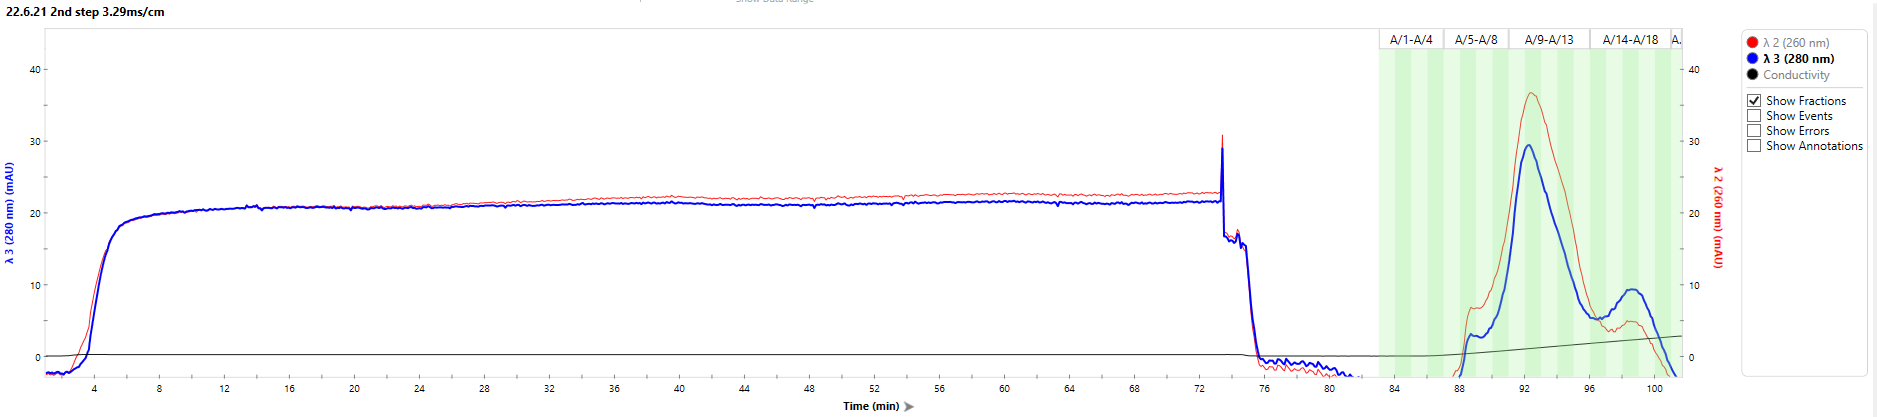 22.6.21 2nd step 3.29ms/cm
A/1-A/4 A/5-A/8 A/9-A/13 A/14-A/18 A.
40 30 20 10 0
λ 3 (280 nm) (mAU)
40 30 20 10 0
λ 2 (260 nm) (mAU)
4 8 12 16 20 24 28 32 36 40 44 48 52 56 60 64 68 72 76 80 84 88 92 96 100
Time (min)
λ 2 (260 nm)
λ 3 (280 nm)
Conductivity
Show Fractions
Show Events
Show Errors
Show Annotations